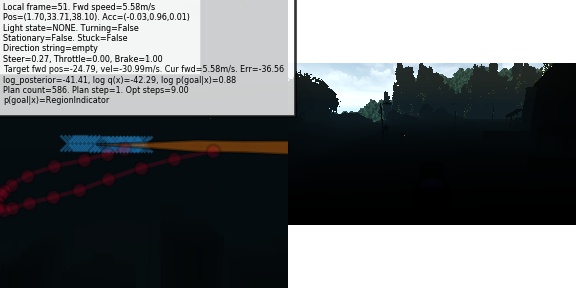 Local frame=51. Fwd speed=5.58m/s
Pos=(1.70,33.71,38.10). Acc=(-0.03,0.96,0.01)
Light state=NONE. Turning=False
Stationary=False. Stuck=False
Direction string=empty
Steer=0.27, Throttle=0.00, Brake=1.00
Target fwd pos=-24.79, vel=-30.99m/s. Cur fwd=5.58m/s. Err=-36.56
log_posterior=-41.41, log q(x)=-42.29, log p(goal|x)=0.88
Plan count=586. Plan step=1. Opt steps=9.00
p(goal|x)=RegionIndicator